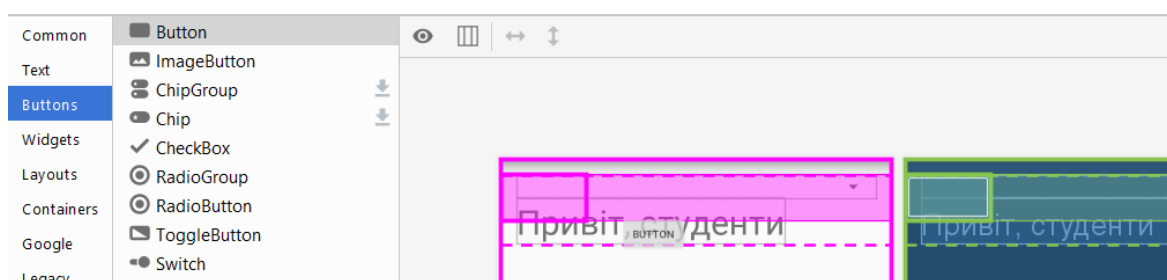 Common
Text
Buttons
Widgets
Layouts
Containers
Google
Legacy
Button
ImageButton
ChipGroup
Chip
CheckBox
RadioGroup
RadioButton
ToggleButton
Switch
Привіт, студенти
BUTTON
Привіт, студенти